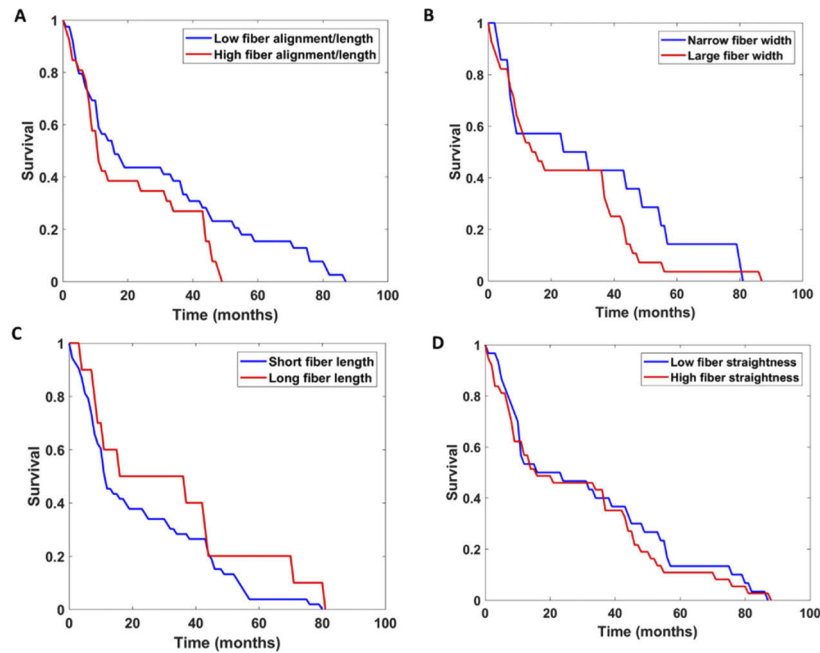 A
Low fiber alignment/length
High fiber alignment/length
1
0.8
0.6
0.4
0.2
0
Survival
0 20 40 60 80 100
Time (months)
B
Narrow fiber width
Large fiber width
1
0.8
0.6
0.4
0.2
0
Survival
0 20 40 60 80 100
Time (months)
C
Short fiber length
Long fiber length
1
0.8
0.6
0.4
0.2
0
Survival
0 20 40 60 80 100
Time (months)
D
Low fiber straightness
High fiber straightness
1
0.8
0.6
0.4
0.2
0
Survival
0 20 40 60 80 100
Time (months)